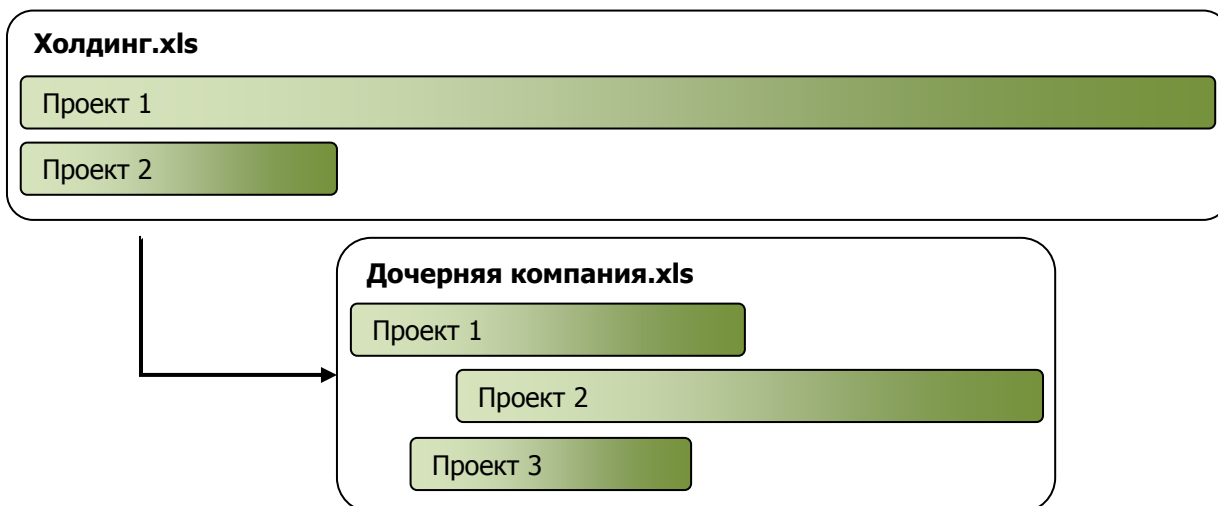 Холдинг.xls
Проект 1
Проект 2
Дочерняя компания.xls
Проект 1
Проект 2
Проект 3